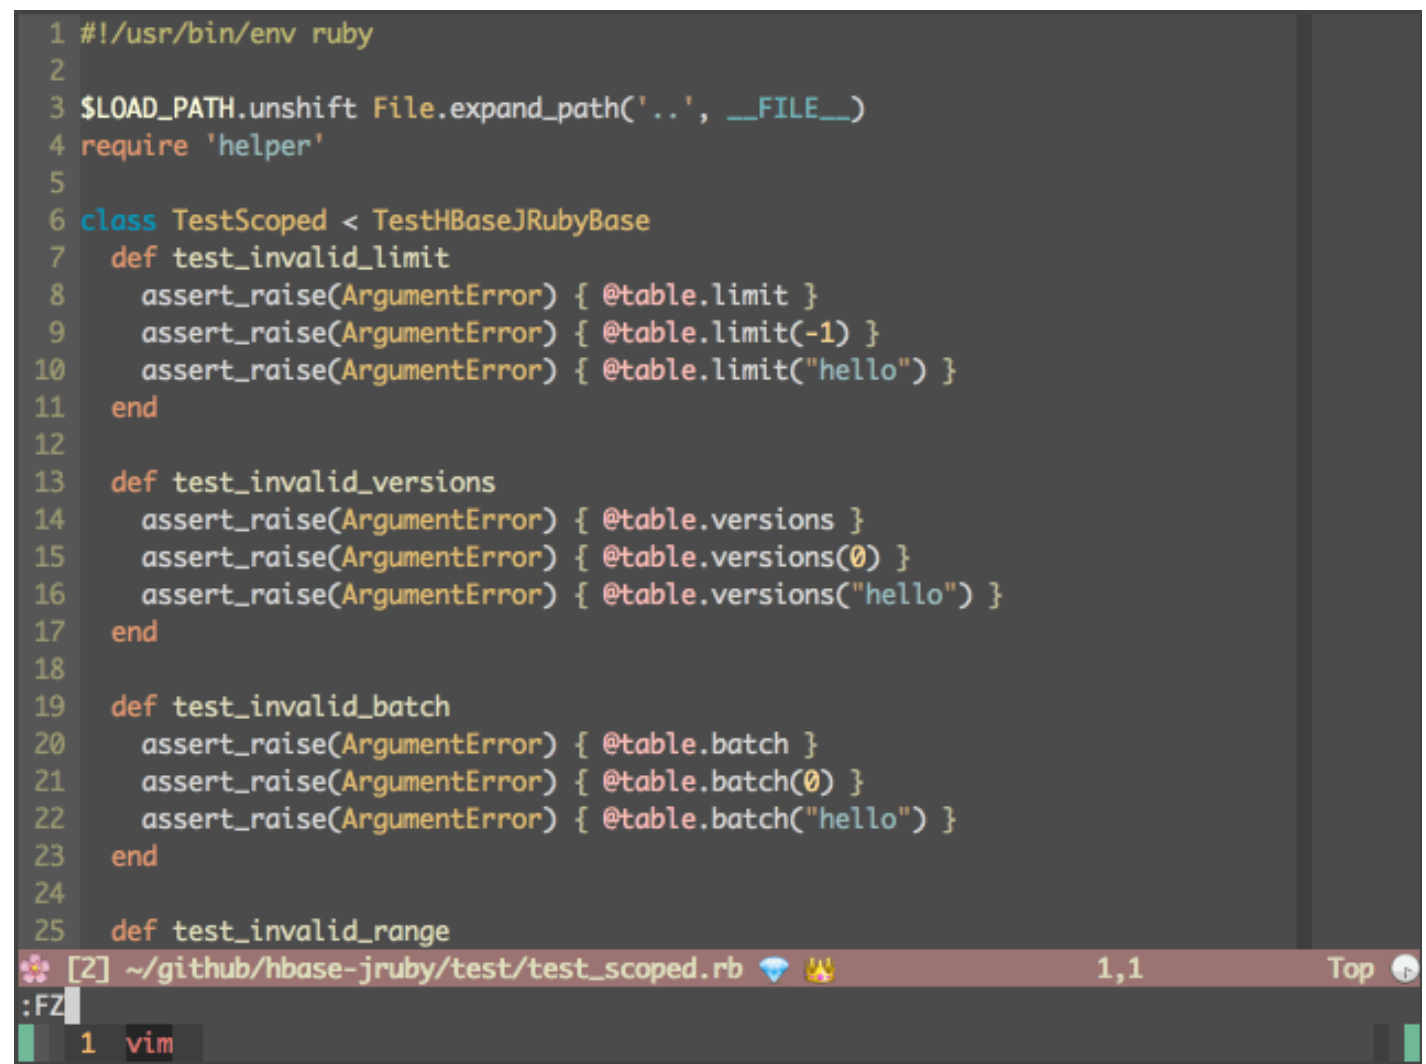 1 #!/usr/bin/env ruby
2
3 $LOAD_PATH.unshift File.expand_path('..', __FILE__)
4 require 'helper'
5
6 class TestScoped < TestHBaseJRubyBase
7   def test_invalid_limit
8     assert_raise(ArgumentError) { @table.limit }
9     assert_raise(ArgumentError) { @table.limit(-1) }
10     assert_raise(ArgumentError) { @table.limit("hello") }
11   end
12
13   def test_invalid_versions
14     assert_raise(ArgumentError) { @table.versions }
15     assert_raise(ArgumentError) { @table.versions(0) }
16     assert_raise(ArgumentError) { @table.versions("hello") }
17   end
18
19   def test_invalid_batch
20     assert_raise(ArgumentError) { @table.batch }
21     assert_raise(ArgumentError) { @table.batch(0) }
22     assert_raise(ArgumentError) { @table.batch("hello") }
23   end
24
25   def test_invalid_range
🌸 [2] ~/github/hbase-jruby/test/test_scoped.rb 💎 👑 1,1 Top
:FZ
1 vim